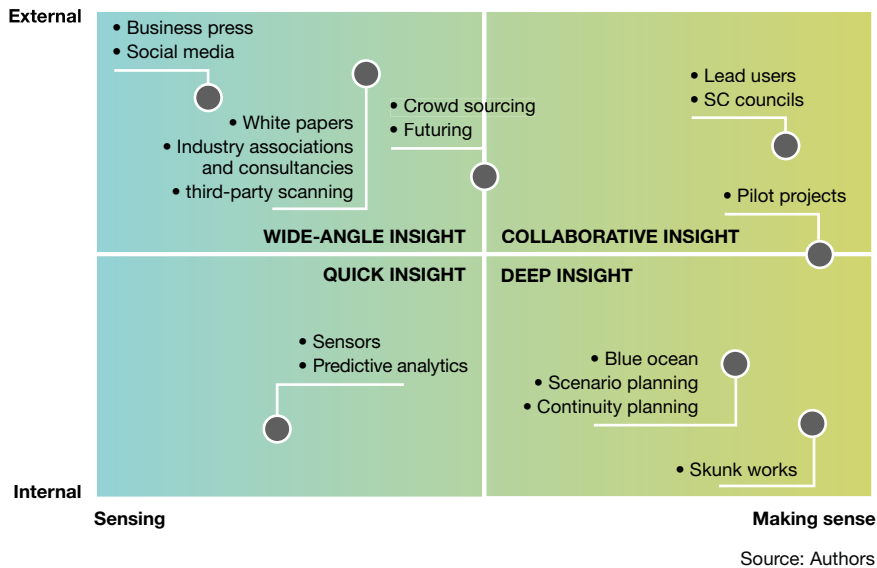 External
• Business press
• Social media
• White papers
• Industry associations
and consultancies
• third-party scanning
• Crowd sourcing
• Futuring
• Lead users
• SC councils
• Pilot projects
WIDE-ANGLE INSIGHT
COLLABORATIVE INSIGHT
QUICK INSIGHT
DEEP INSIGHT
• Sensors
• Predictive analytics
• Blue ocean
• Scenario planning
• Continuity planning
• Skunk works
Internal
Sensing
Making sense
Source: Authors